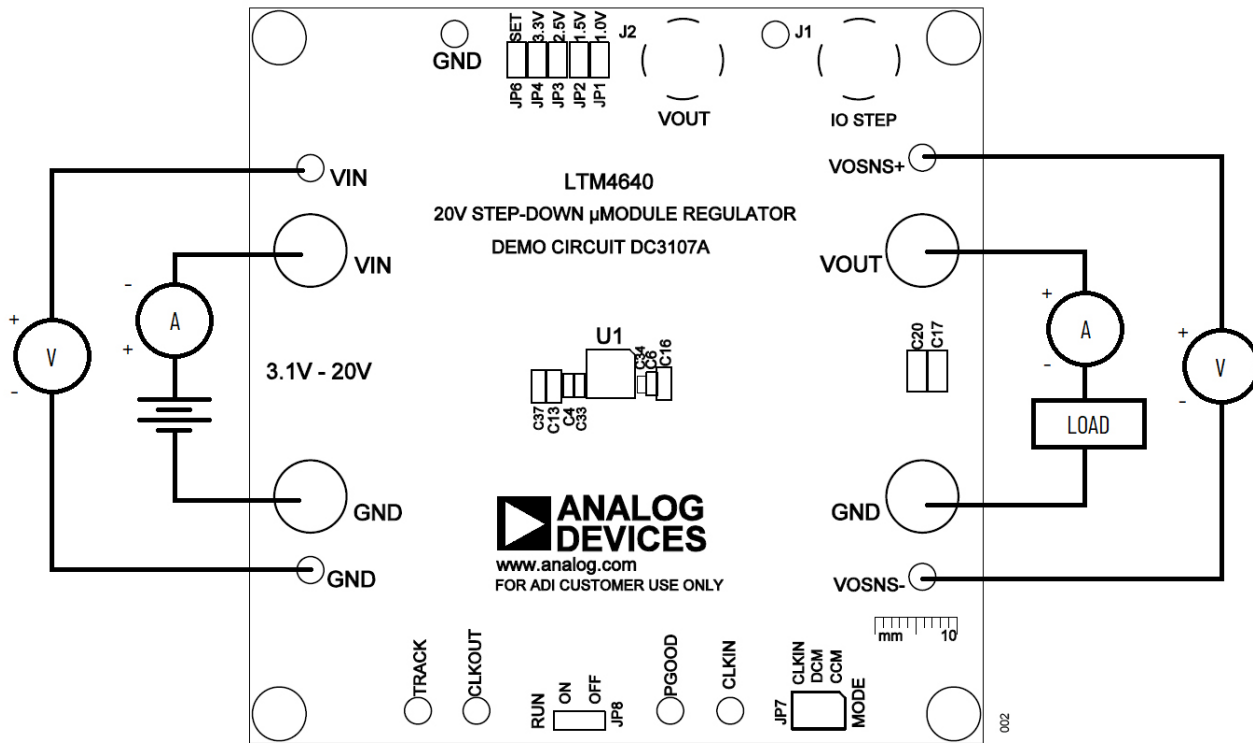 SET
3.3V
2.5V
1.5V
1.0V
J2
J1
GND
JP6
JP4
JP3
JP2
JP1
VOUT
IO STEP
VIN
VOSNS+
LTM4640
20V STEP-DOWN µMODULE REGULATOR
DEMO CIRCUIT DC3107A
VIN
VOUT
-
A
+
+
V
-
3.1V - 20V
U1
C37
C13
C4
C33
C34
C6
C16
C20
C17
+
A
-
LOAD
+
V
-
GND
GND
ANALOG
DEVICES
www.analog.com
FOR ADI CUSTOMER USE ONLY
GND
VOSNS-
mm 10
TRACK
CLKOUT
RUN
ON
OFF
JP8
PGOOD
CLKIN
JP7
CLKIN
DCM
CCM
MODE
002